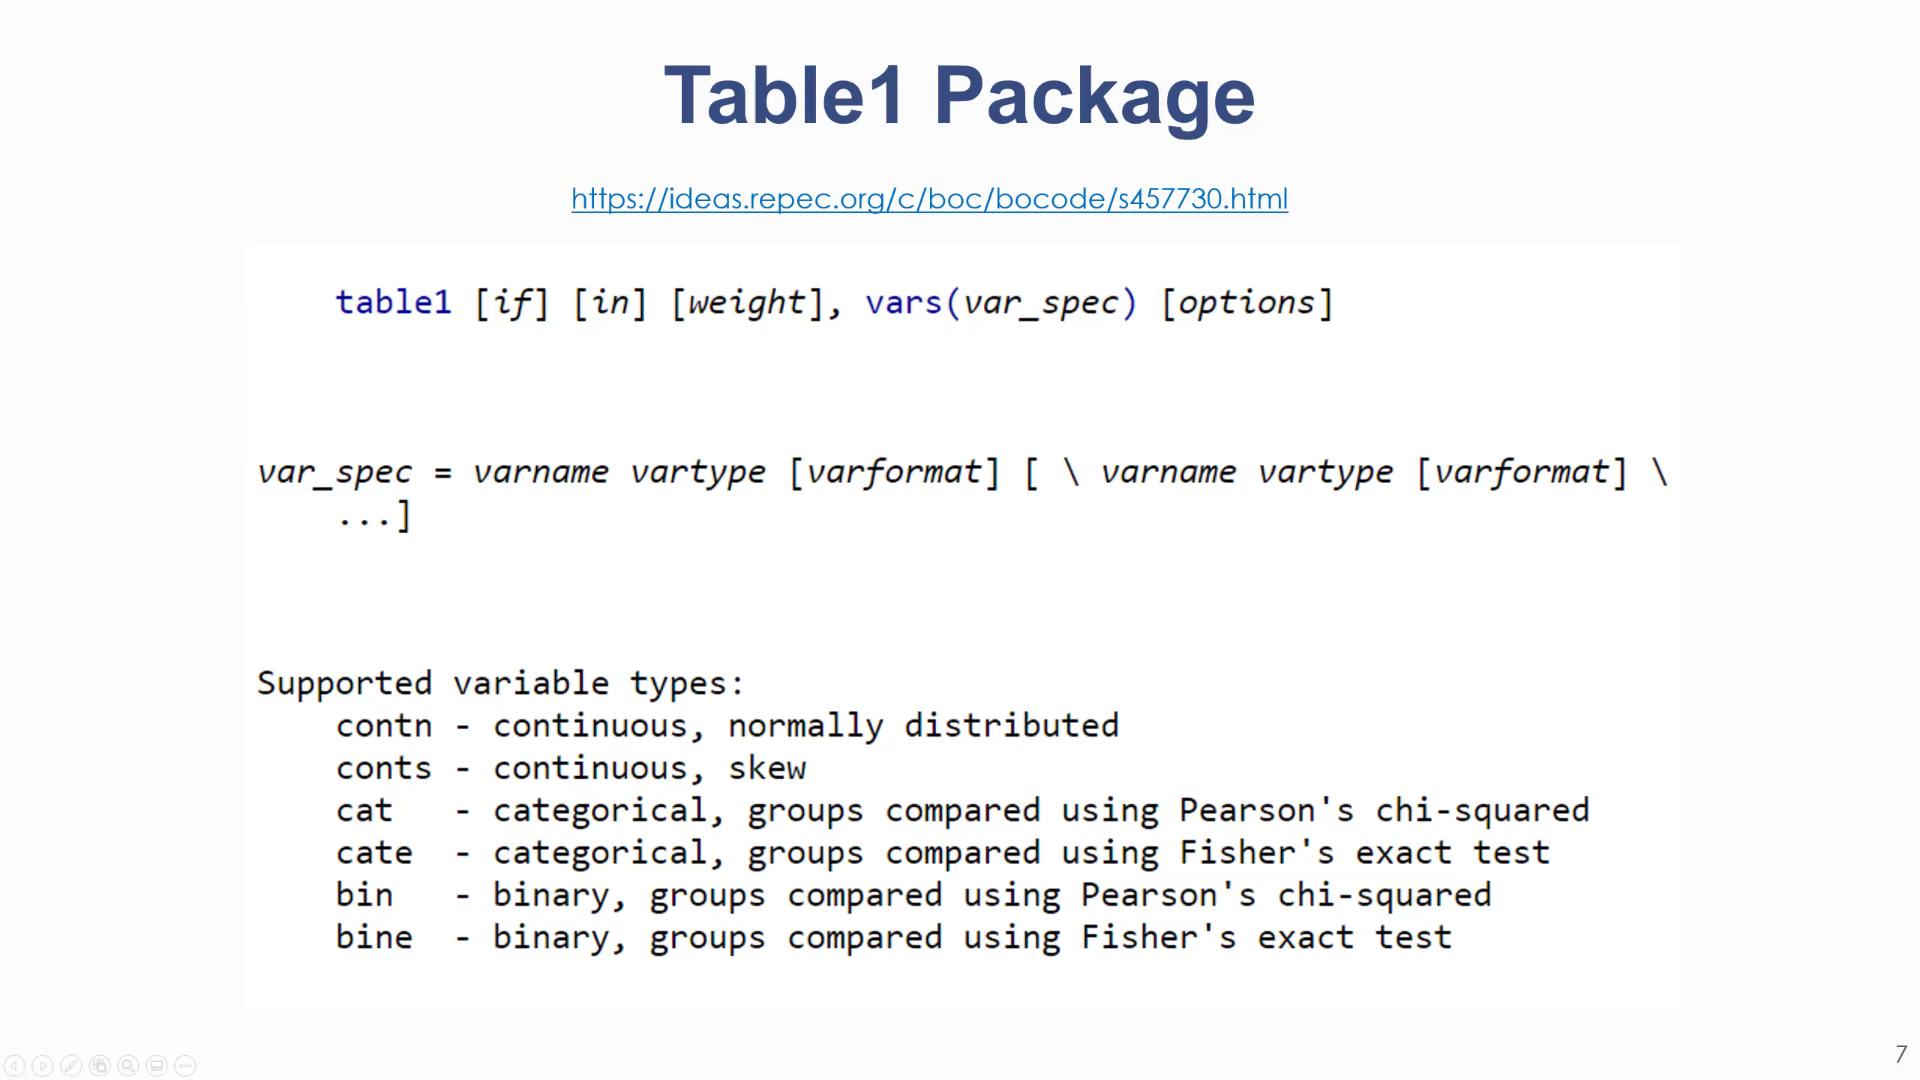 Table1 Package
https://ideas.repec.org/c/boc/bocode/s457730.html
table1 [if] [in] [weight], vars(var_spec) [options]
var_spec = varname vartype [varformat] [ \ varname vartype [varformat] \
...]
Supported variable types:
contn - continuous, normally distributed
conts - continuous, skew
cat - categorical, groups compared using Pearson's chi-squared
cate - categorical, groups compared using Fisher's exact test
bin - binary, groups compared using Pearson's chi-squared
bine - binary, groups compared using Fisher's exact test
7